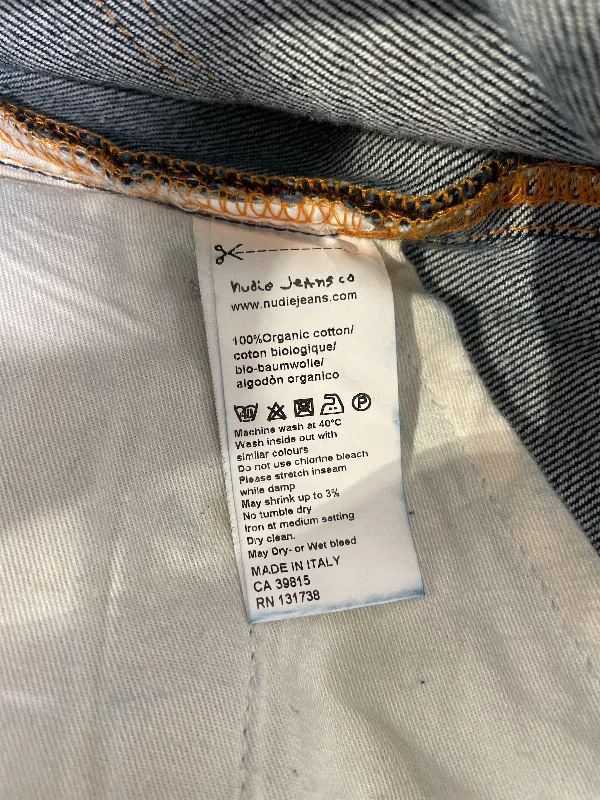 nudie Jeans co
www.nudiejeans.com
100%Organic cotton/
coton biologique/
bio-baumwolle/
algodòn organico
40 P
Machine wash at 40°C
Wash inside out with
similar colours
Do not use chlorine bleach
Please stretch inseam
while damp
May shrink up to 3%
No tumble dry
Iron at medium setting
Dry clean.
May Dry- or Wet bleed
MADE IN ITALY
CA 39815
RN 131738